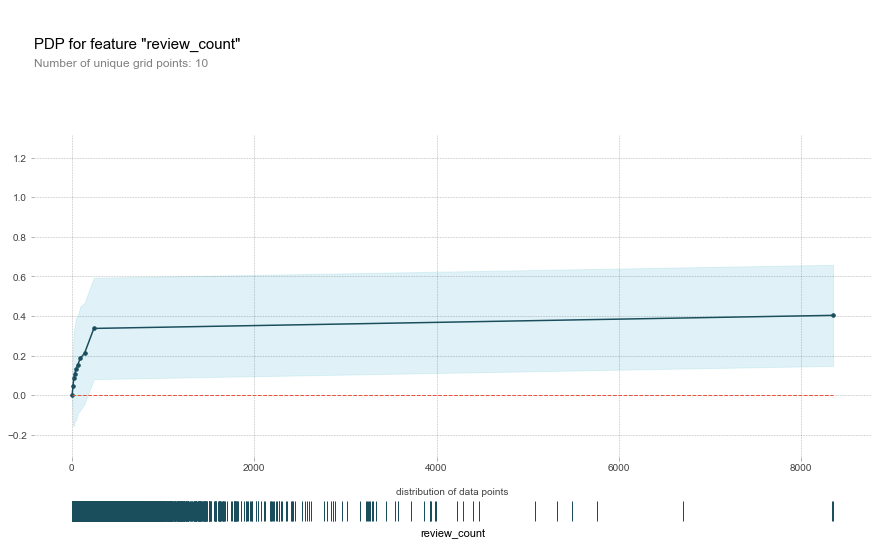 PDP for feature "review_count"
Number of unique grid points: 10
1.2
1.0
0.8
0.6
0.4
0.2
0.0
−0.2
0 2000 4000 6000 8000
distribution of data points
review_count